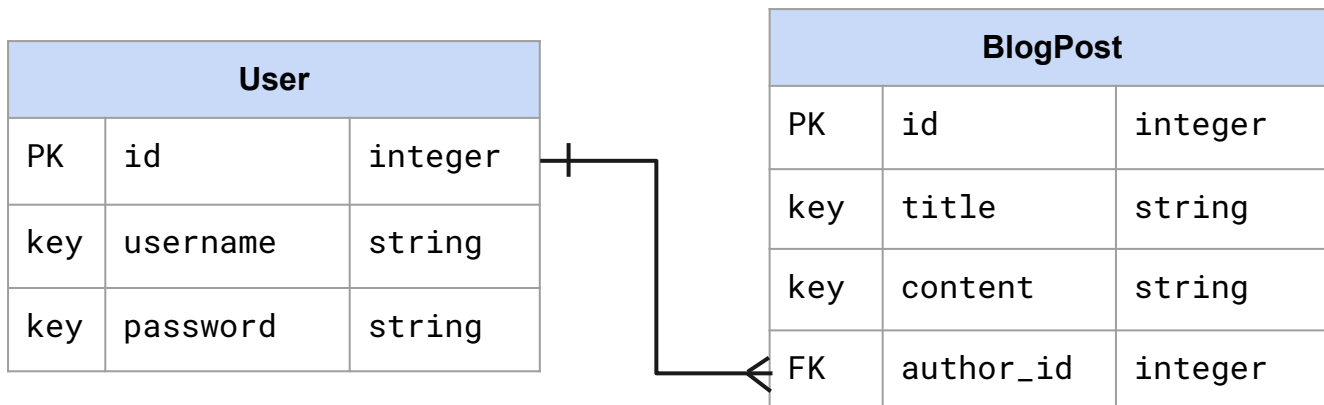 User
PK id integer
key username string
key password string
BlogPost
PK id integer
key title string
key content string
FK author_id integer